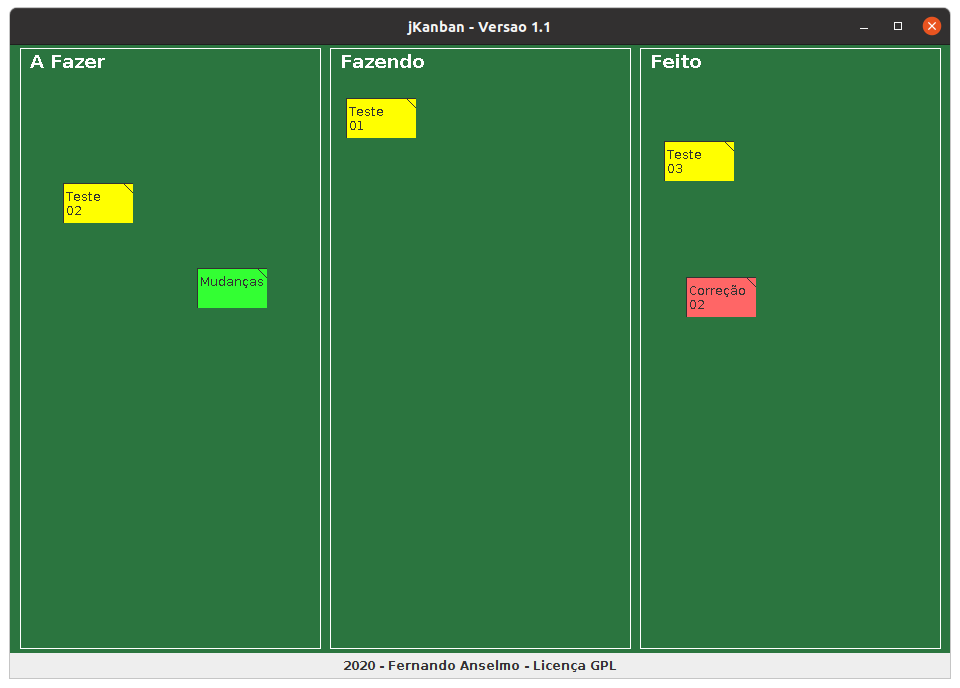 jKanban - Versao 1.1
A Fazer
Teste
02
Mudanças
Fazendo
Teste
01
Feito
Teste
03
Correção
02
2020 - Fernando Anselmo - Licença GPL